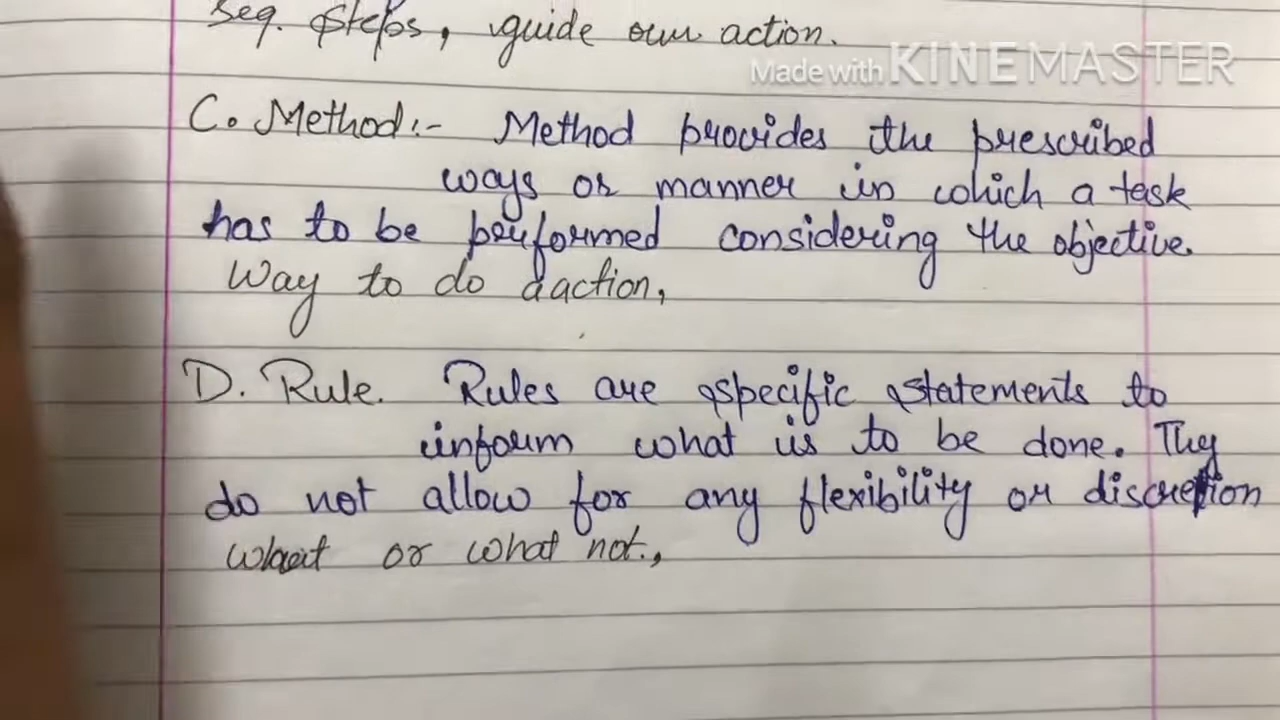 Seq. Steps, guide our action.
Made with KINEMASTER
C. Method :- Method provides the prescribed
ways or manner in which a task
has to be performed considering the objective.
Way to do a action,
D. Rule. Rules are specific statements to
inform what is to be done. They
do not allow for any flexibility or discretion
what or what not.,